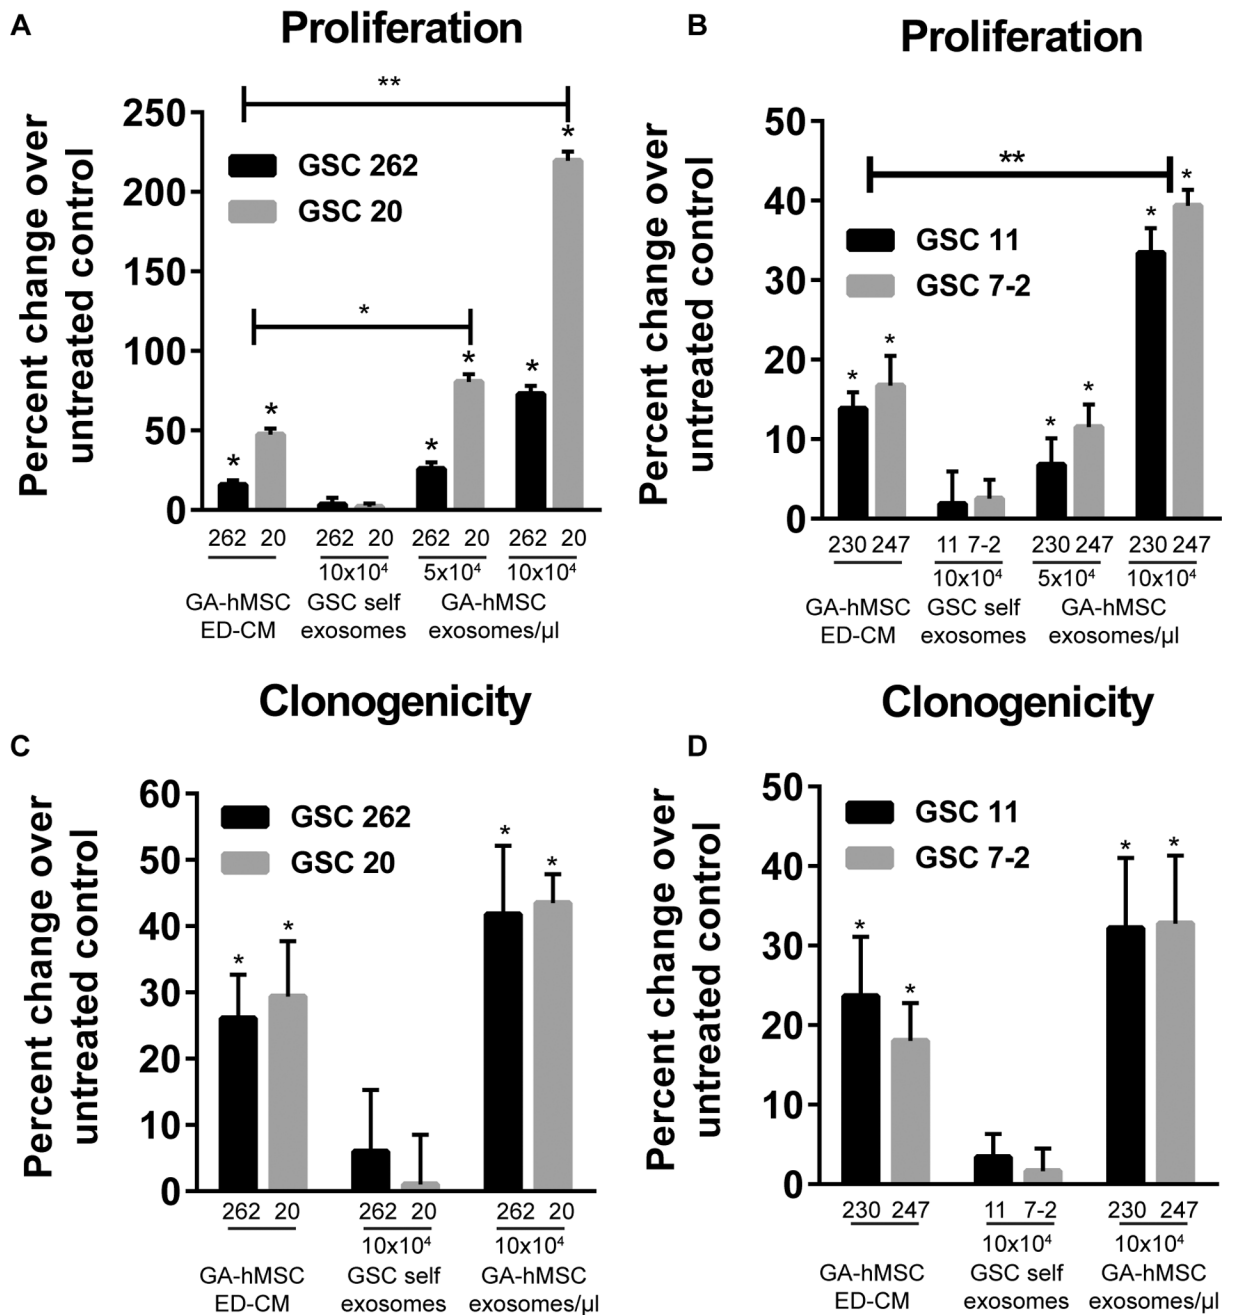 A
Proliferation
Percent change over
untreated control
250
200
150
100
50
0
**
*
GSC 262
GSC 20
*
*
*
*
*
*
262 20
262 20
262 20
262 20
10x10⁴
5x10⁴
10x10⁴
GA-hMSC
ED-CM
GSC self
exosomes
GA-hMSC
exosomes/µl
B
Proliferation
Percent change over
untreated control
50
40
30
20
10
0
**
GSC 11
GSC 7-2
*
*
*
*
*
*
230 247
11 7-2
230 247
230 247
10x10⁴
5x10⁴
10x10⁴
GA-hMSC
ED-CM
GSC self
exosomes
GA-hMSC
exosomes/µl
C
Clonogenicity
Percent change over
untreated control
60
50
40
30
20
10
0
GSC 262
GSC 20
*
*
*
*
262 20
262 20
262 20
10x10⁴
10x10⁴
GA-hMSC
ED-CM
GSC self
exosomes
GA-hMSC
exosomes/µl
D
Clonogenicity
Percent change over
untreated control
50
40
30
20
10
0
GSC 11
GSC 7-2
*
*
*
*
230 247
11 7-2
230 247
10x10⁴
10x10⁴
GA-hMSC
ED-CM
GSC self
exosomes
GA-hMSC
exosomes/µl